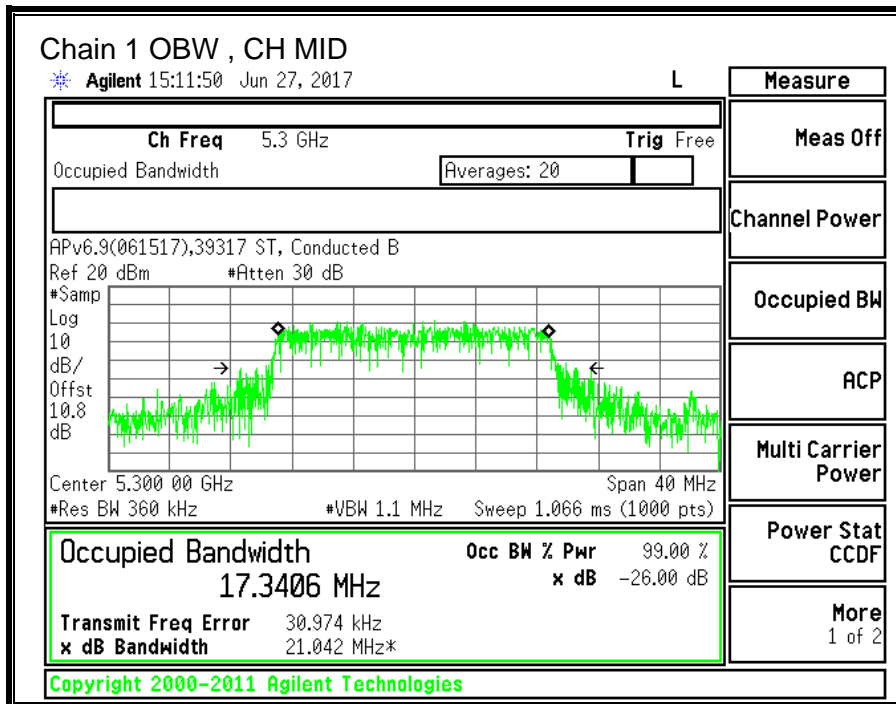 Chain 1 OBW , CH MID
Agilent 15:11:50 Jun 27, 2017 L
Measure
Ch Freq 5.3 GHz Trig Free
Occupied Bandwidth Averages: 20
APv6.9(061517),39317 ST, Conducted B
Ref 20 dBm #Atten 30 dB
#Samp
Log
10
dB/
Offst
10.8
dB
Center 5.300 00 GHz Span 40 MHz
#Res BW 360 kHz #VBW 1.1 MHz Sweep 1.066 ms (1000 pts)
Occupied Bandwidth Occ BW % Pwr 99.00 %
17.3406 MHz x dB -26.00 dB
Transmit Freq Error 30.974 kHz
x dB Bandwidth 21.042 MHz*
Copyright 2000-2011 Agilent Technologies
Meas Off
Channel Power
Occupied BW
ACP
Multi Carrier
Power
Power Stat
CCDF
More
1 of 2